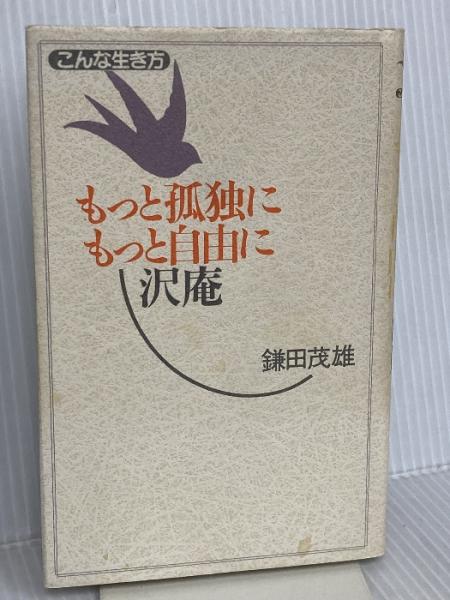 こんな生き方
もっと孤独に
もっと自由に
沢庵
鎌田茂雄